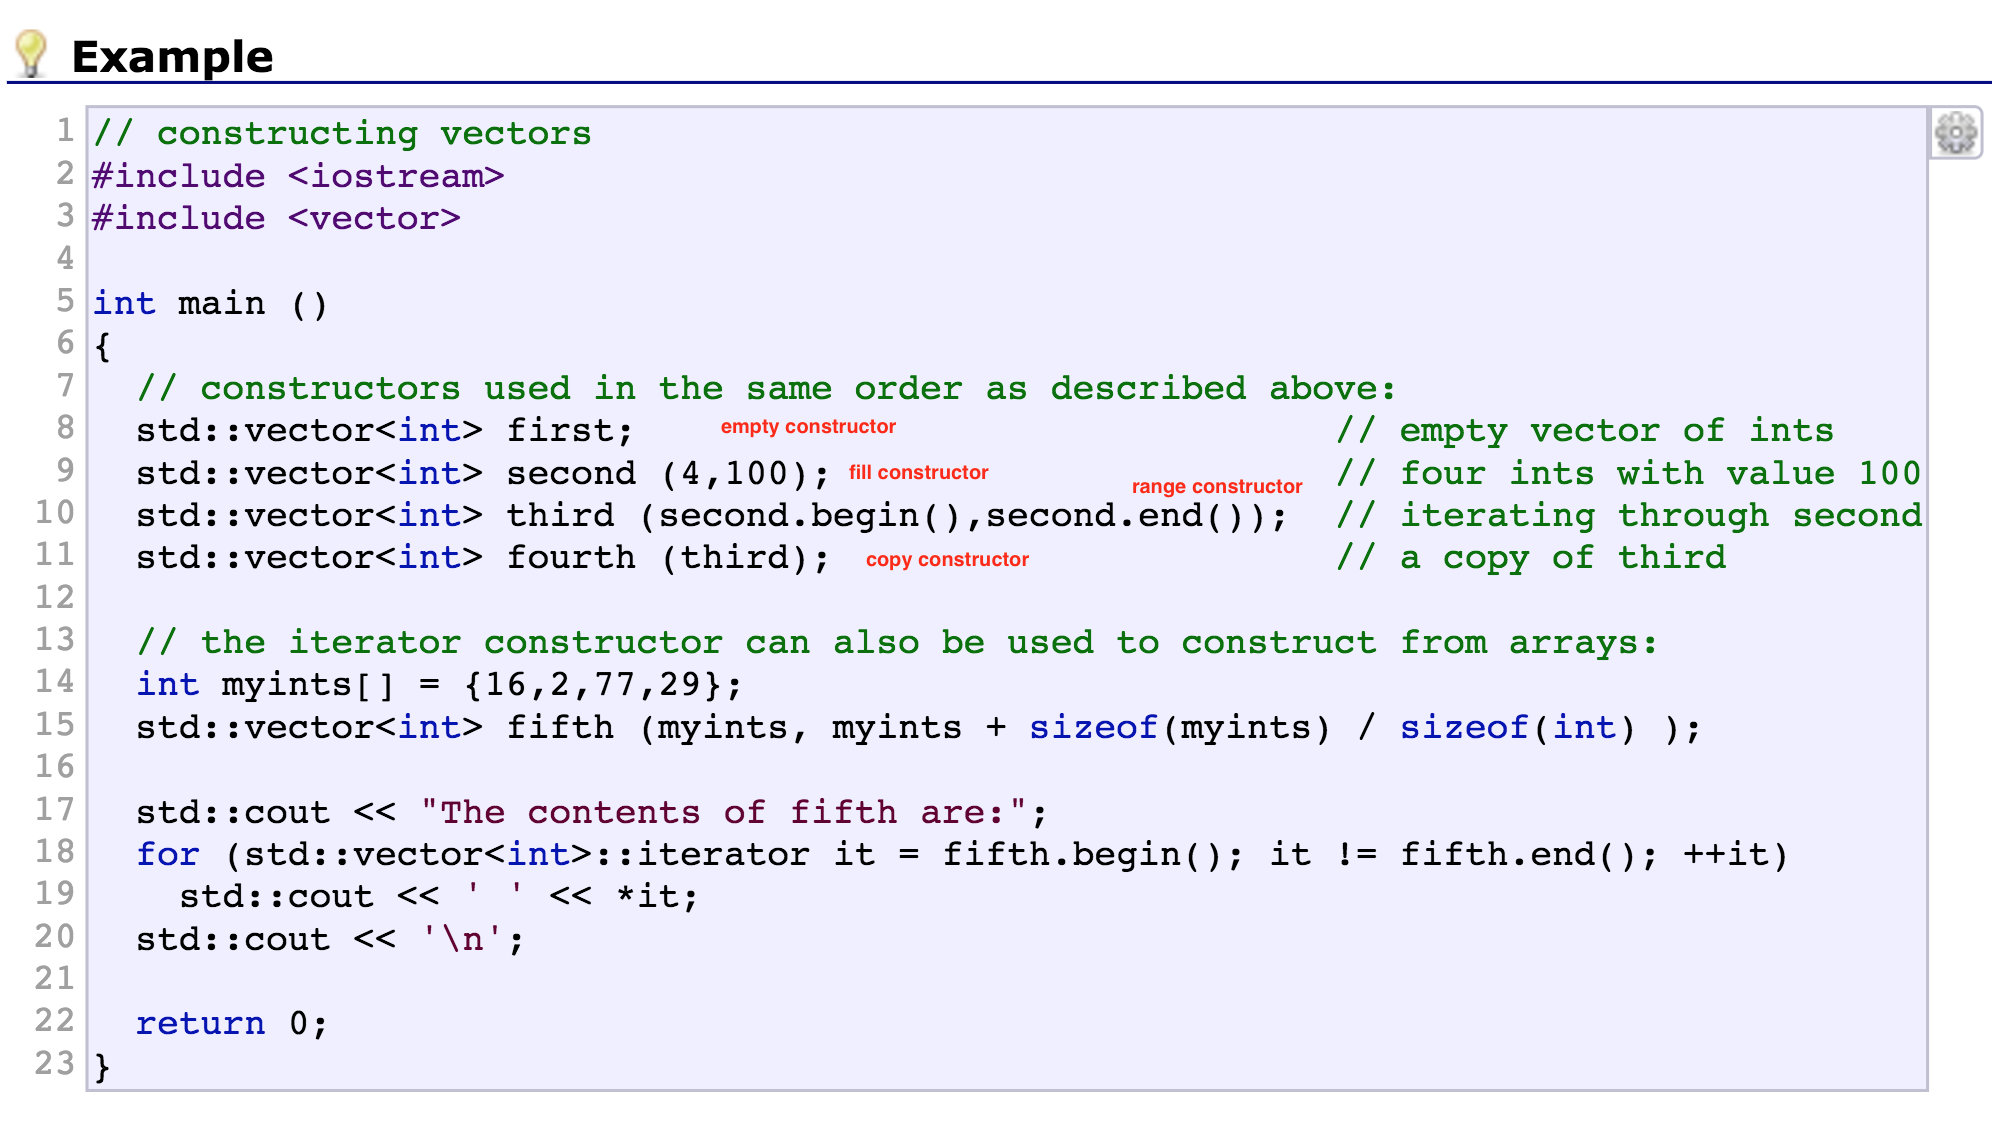 Example
1 // constructing vectors
2 #include <iostream>
3 #include <vector>
4
5 int main ()
6 {
7   // constructors used in the same order as described above:
8   std::vector<int> first; empty constructor // empty vector of ints
9   std::vector<int> second (4,100); fill constructor // four ints with value 100
range constructor
10   std::vector<int> third (second.begin(),second.end());  // iterating through second
11   std::vector<int> fourth (third); copy constructor // a copy of third
12
13   // the iterator constructor can also be used to construct from arrays:
14   int myints[] = {16,2,77,29};
15   std::vector<int> fifth (myints, myints + sizeof(myints) / sizeof(int) );
16
17   std::cout << "The contents of fifth are:";
18   for (std::vector<int>::iterator it = fifth.begin(); it != fifth.end(); ++it)
19     std::cout << ' ' << *it;
20   std::cout << '\n';
21
22   return 0;
23 }